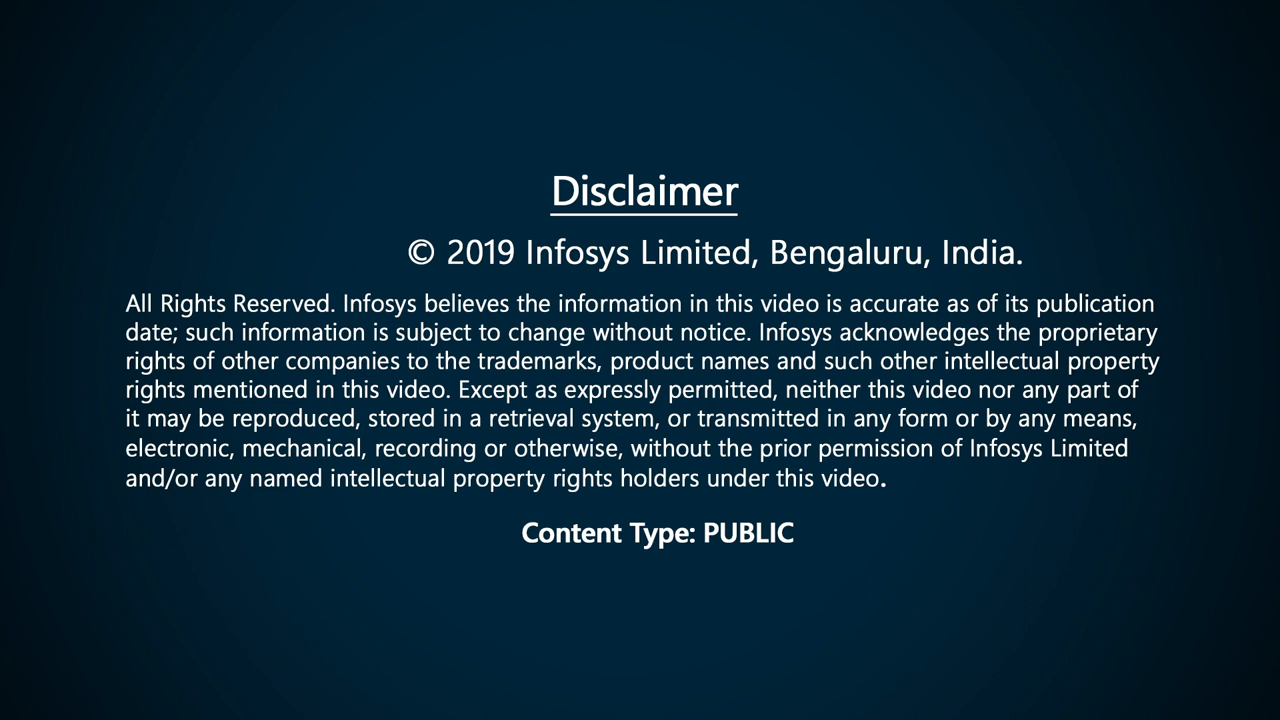 Disclaimer
© 2019 Infosys Limited, Bengaluru, India.
All Rights Reserved. Infosys believes the information in this video is accurate as of its publication
date; such information is subject to change without notice. Infosys acknowledges the proprietary
rights of other companies to the trademarks, product names and such other intellectual property
rights mentioned in this video. Except as expressly permitted, neither this video nor any part of
it may be reproduced, stored in a retrieval system, or transmitted in any form or by any means,
electronic, mechanical, recording or otherwise, without the prior permission of Infosys Limited
and/or any named intellectual property rights holders under this video.
Content Type: PUBLIC